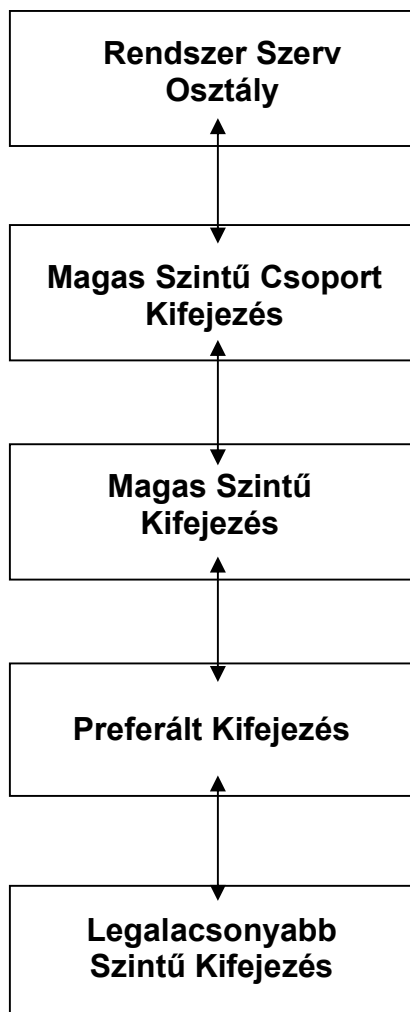 Rendszer Szerv
Osztály
Magas Szintű Csoport
Kifejezés
Magas Szintű
Kifejezés
Preferált Kifejezés
Legalacsonyabb
Szintű Kifejezés